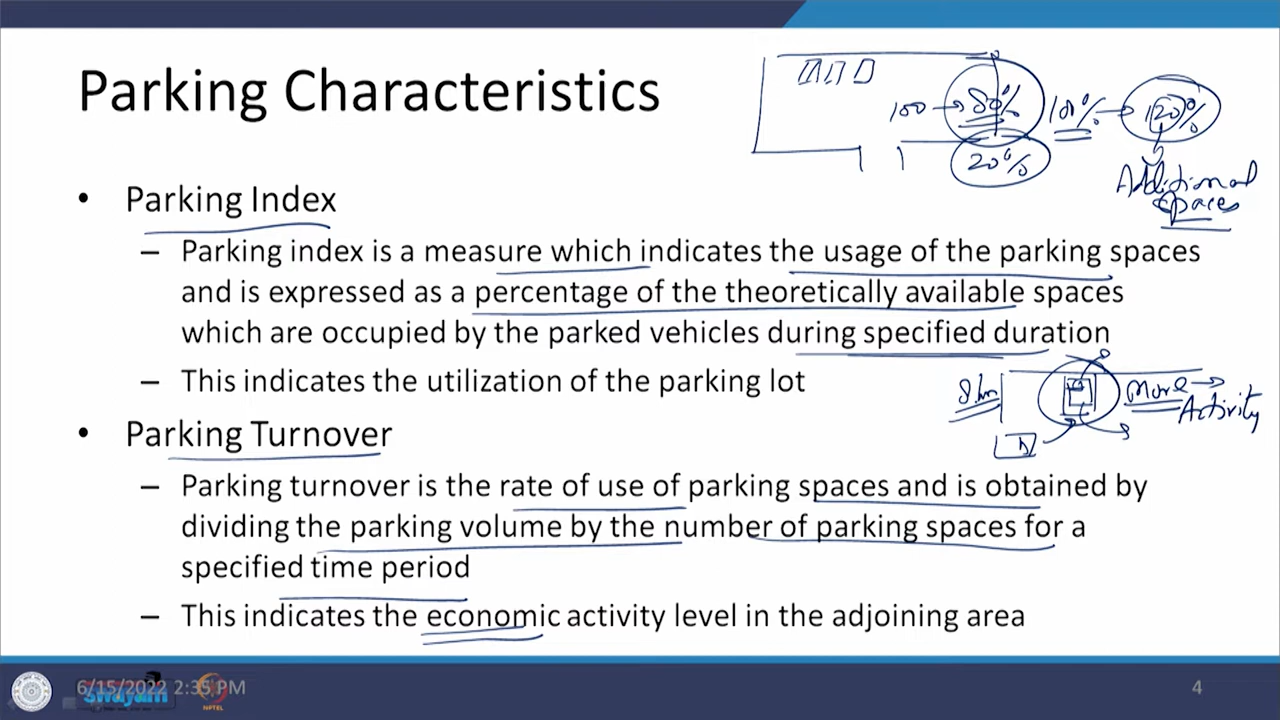 Parking Characteristics
100 → 80% 100% → 120%
20%
Additional
spaces
• Parking Index
– Parking index is a measure which indicates the usage of the parking spaces
and is expressed as a percentage of the theoretically available spaces
which are occupied by the parked vehicles during specified duration
– This indicates the utilization of the parking lot
More →
Activity
• Parking Turnover
– Parking turnover is the rate of use of parking spaces and is obtained by
dividing the parking volume by the number of parking spaces for a
specified time period
– This indicates the economic activity level in the adjoining area
6/15/2022 2:35 PM
swayam
NPTEL
4